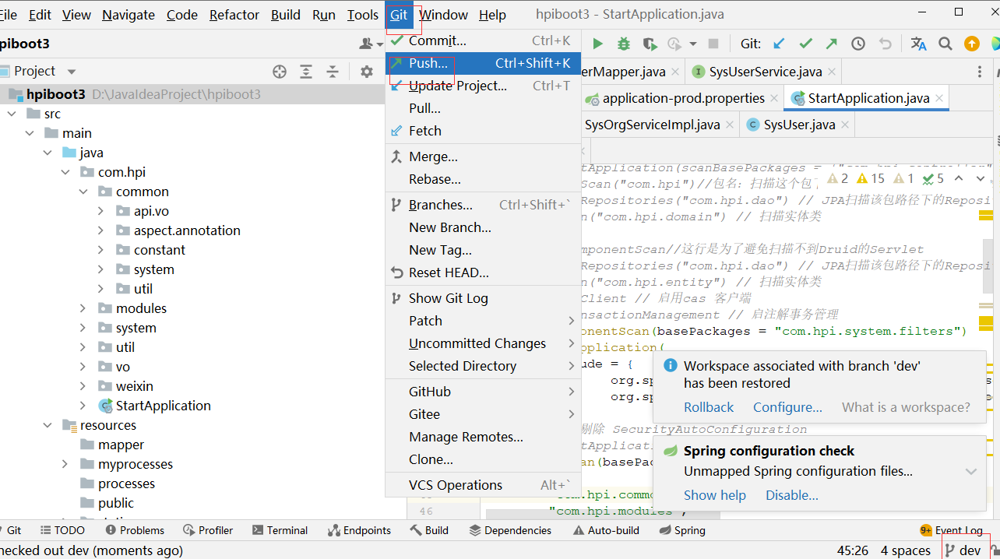 File Edit View Navigate Code Refactor Build Run Tools Git Window Help hpiboot3 - StartApplication.java
piboot3
Git:
Project
hpiboot3 D:\JavaIdeaProject\hpiboot3
src
main
java
com.hpi
common
api.vo
aspect.annotation
constant
system
util
modules
system
util
vo
weixin
StartApplication
resources
mapper
myprocesses
processes
public
Commit... Ctrl+K
Push... Ctrl+Shift+K
Update Project... Ctrl+T
Pull...
Fetch
Merge...
Rebase...
Branches... Ctrl+Shift+`
New Branch...
New Tag...
Reset HEAD...
Show Git Log
Patch
Uncommitted Changes
Selected Directory
GitHub
Gitee
Manage Remotes...
Clone...
VCS Operations Alt+`
erMapper.java SysUserService.java
application-prod.properties StartApplication.java
SysOrgServiceImpl.java SysUser.java
2 15 1 5
tApplication(scanBasePackages =
Scan("com.hpi")//包名：扫描这个包下
Repositories("com.hpi.dao") // JPA扫描该包路径下的Reposi
n("com.hpi.domain") // 扫描实体类
mponentScan//这行是为了避免扫描不到Druid的Servlet
Repositories("com.hpi.dao") // JPA扫描该包路径下的Reposi
n("com.hpi.entity") // 扫描实体类
Client // 启用cas 客户端
nsactionManagement // 启注解事务管理
onentScan(basePackages = "com.hpi.system.filters")
pplication(
ude = {
org.sp
org.sp
剔除 SecurityAutoConfiguration
tApplicati
an(basePac
"com.hpi.commo
46 "com.hpi.modules",
Workspace associated with branch 'dev'
has been restored
Rollback Configure... What is a workspace?
Spring configuration check
Unmapped Spring configuration files...
Show help Disable...
Git TODO Problems Profiler Terminal Endpoints Build Dependencies Auto-build Spring 9+ Event Log
hecked out dev (moments ago) 45:26 4 spaces dev